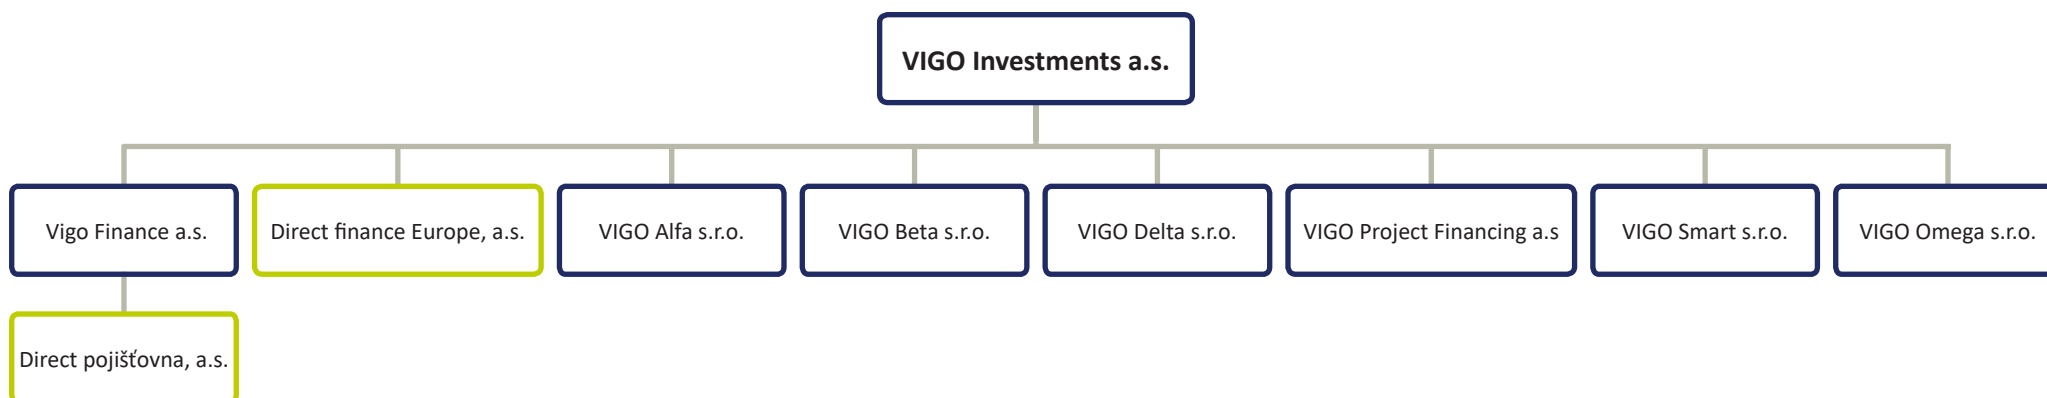 VIGO Investments a.s.
Vigo Finance a.s.
Direct finance Europe, a.s.
VIGO Alfa s.r.o.
VIGO Beta s.r.o.
VIGO Delta s.r.o.
VIGO Project Financing a.s
VIGO Smart s.r.o.
VIGO Omega s.r.o.
Direct pojišťovna, a.s.